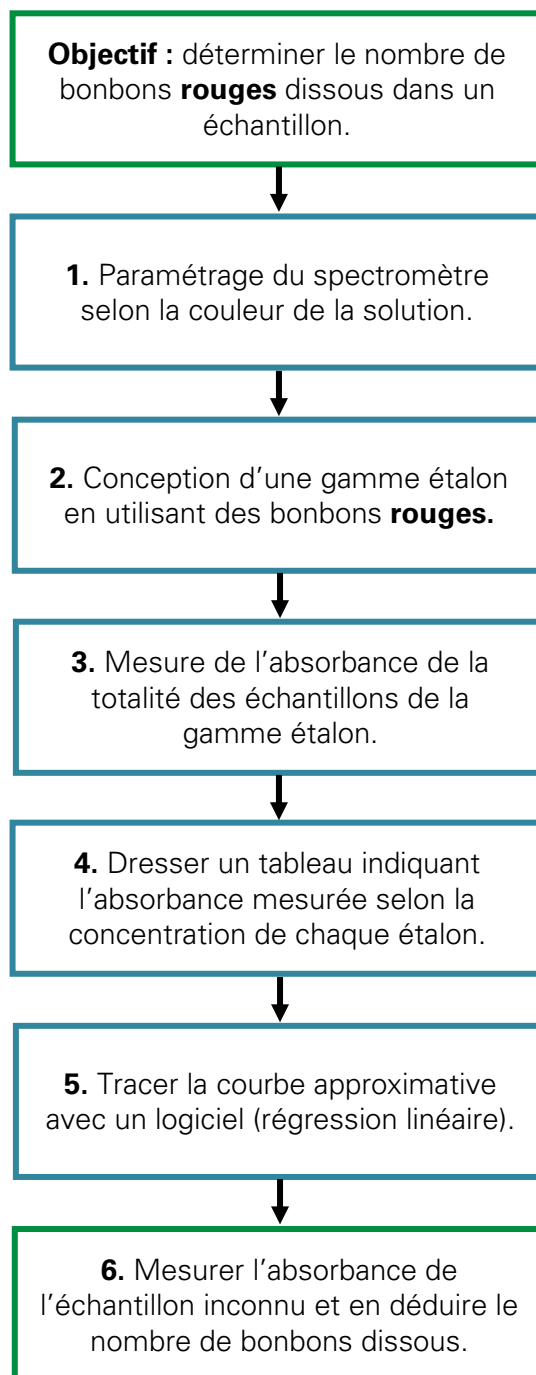 Objectif : déterminer le nombre de
bonbons rouges dissous dans un
échantillon.
1. Paramétrage du spectromètre
selon la couleur de la solution.
2. Conception d’une gamme étalon
en utilisant des bonbons rouges.
3. Mesure de l’absorbance de la
totalité des échantillons de la
gamme étalon.
4. Dresser un tableau indiquant
l’absorbance mesurée selon la
concentration de chaque étalon.
5. Tracer la courbe approximative
avec un logiciel (régression linéaire).
6. Mesurer l’absorbance de
l’échantillon inconnu et en déduire le
nombre de bonbons dissous.